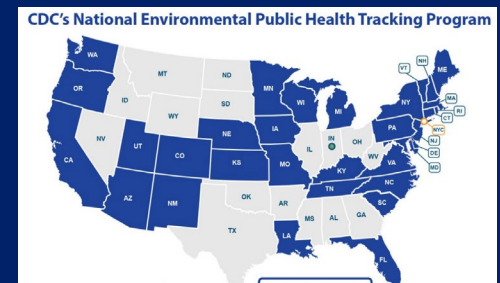 CDC's National Environmental Public Health Tracking Program
WA
MT
ND
MN
VT
NH
ME
OR
ID
SD
WI
MI
NY
MA
RI
CT
WY
NYC
NV
NE
IA
PA
NJ
IL
IN
OH
DE
UT
CO
WV
MD
CA
KS
MO
KY
VA
TN
NC
AZ
NM
OK
AR
SC
MS
AL
GA
TX
LA
FL